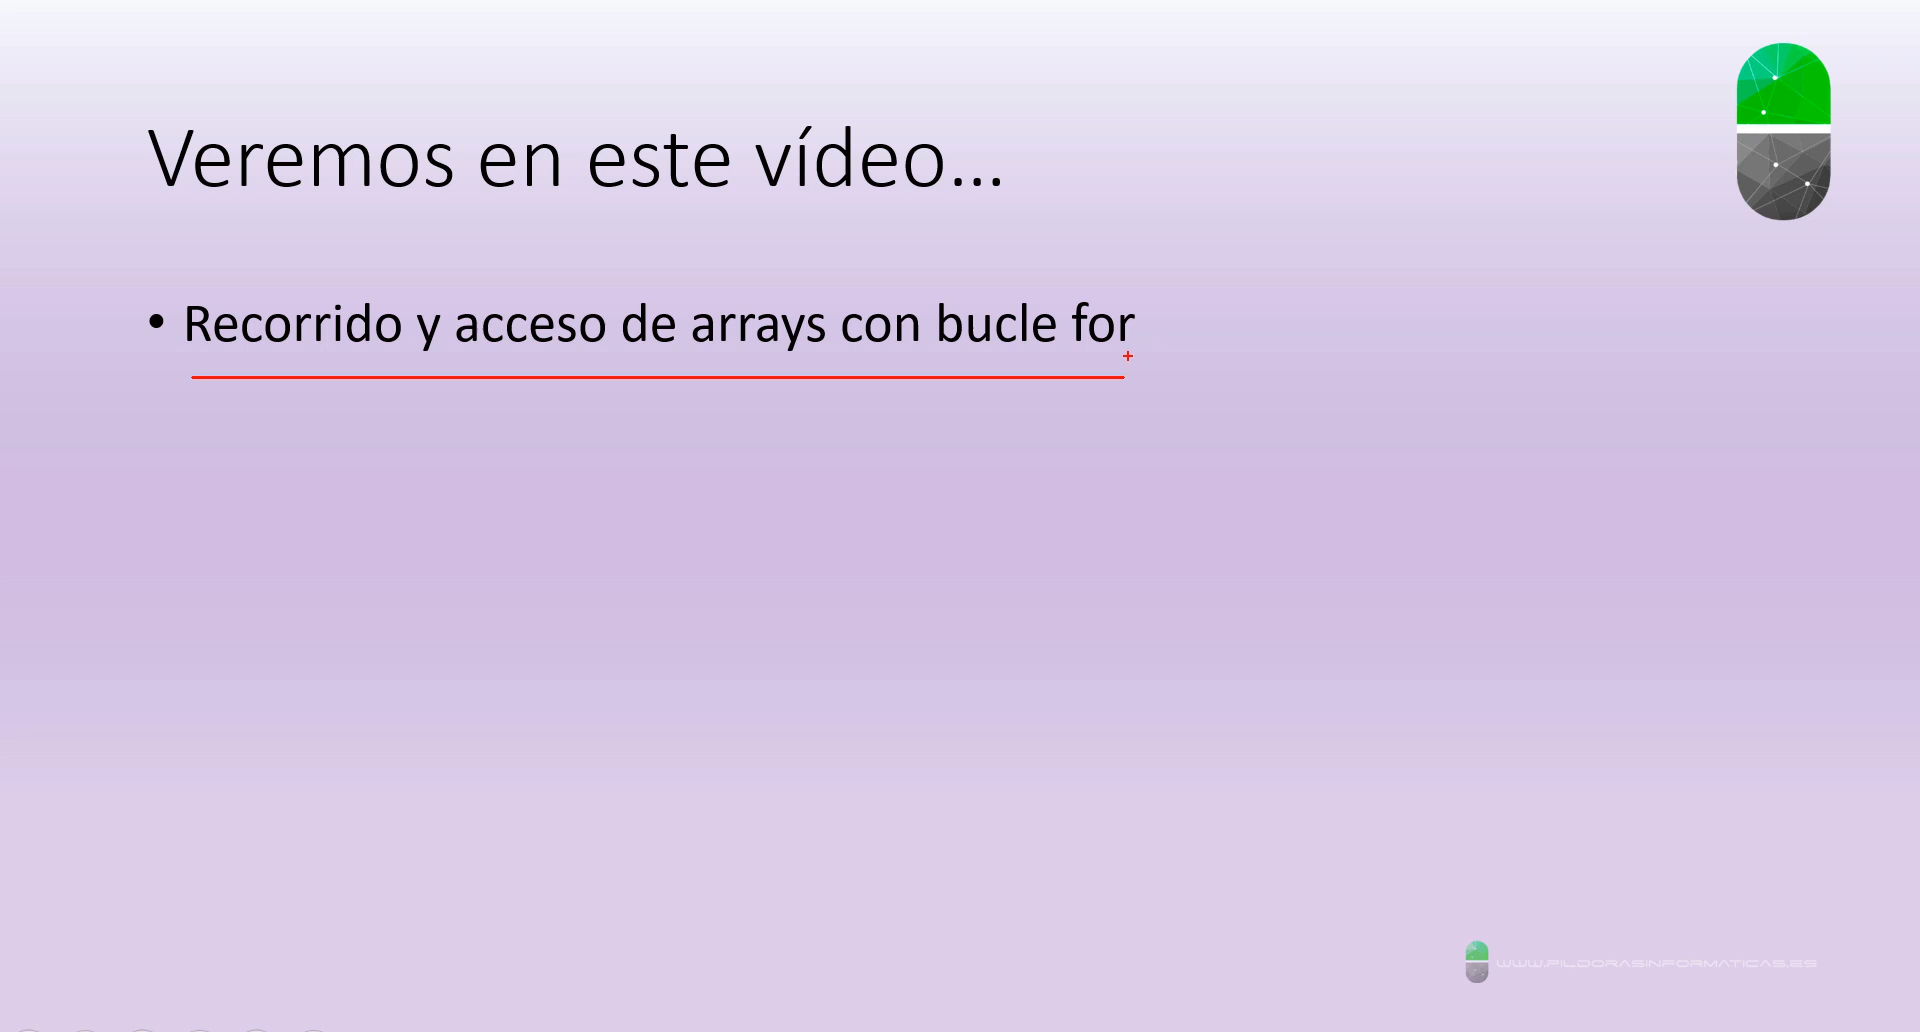 Veremos en este vídeo...
• Recorrido y acceso de arrays con bucle for
WWW.PILDORASINFORMATICAS.ES